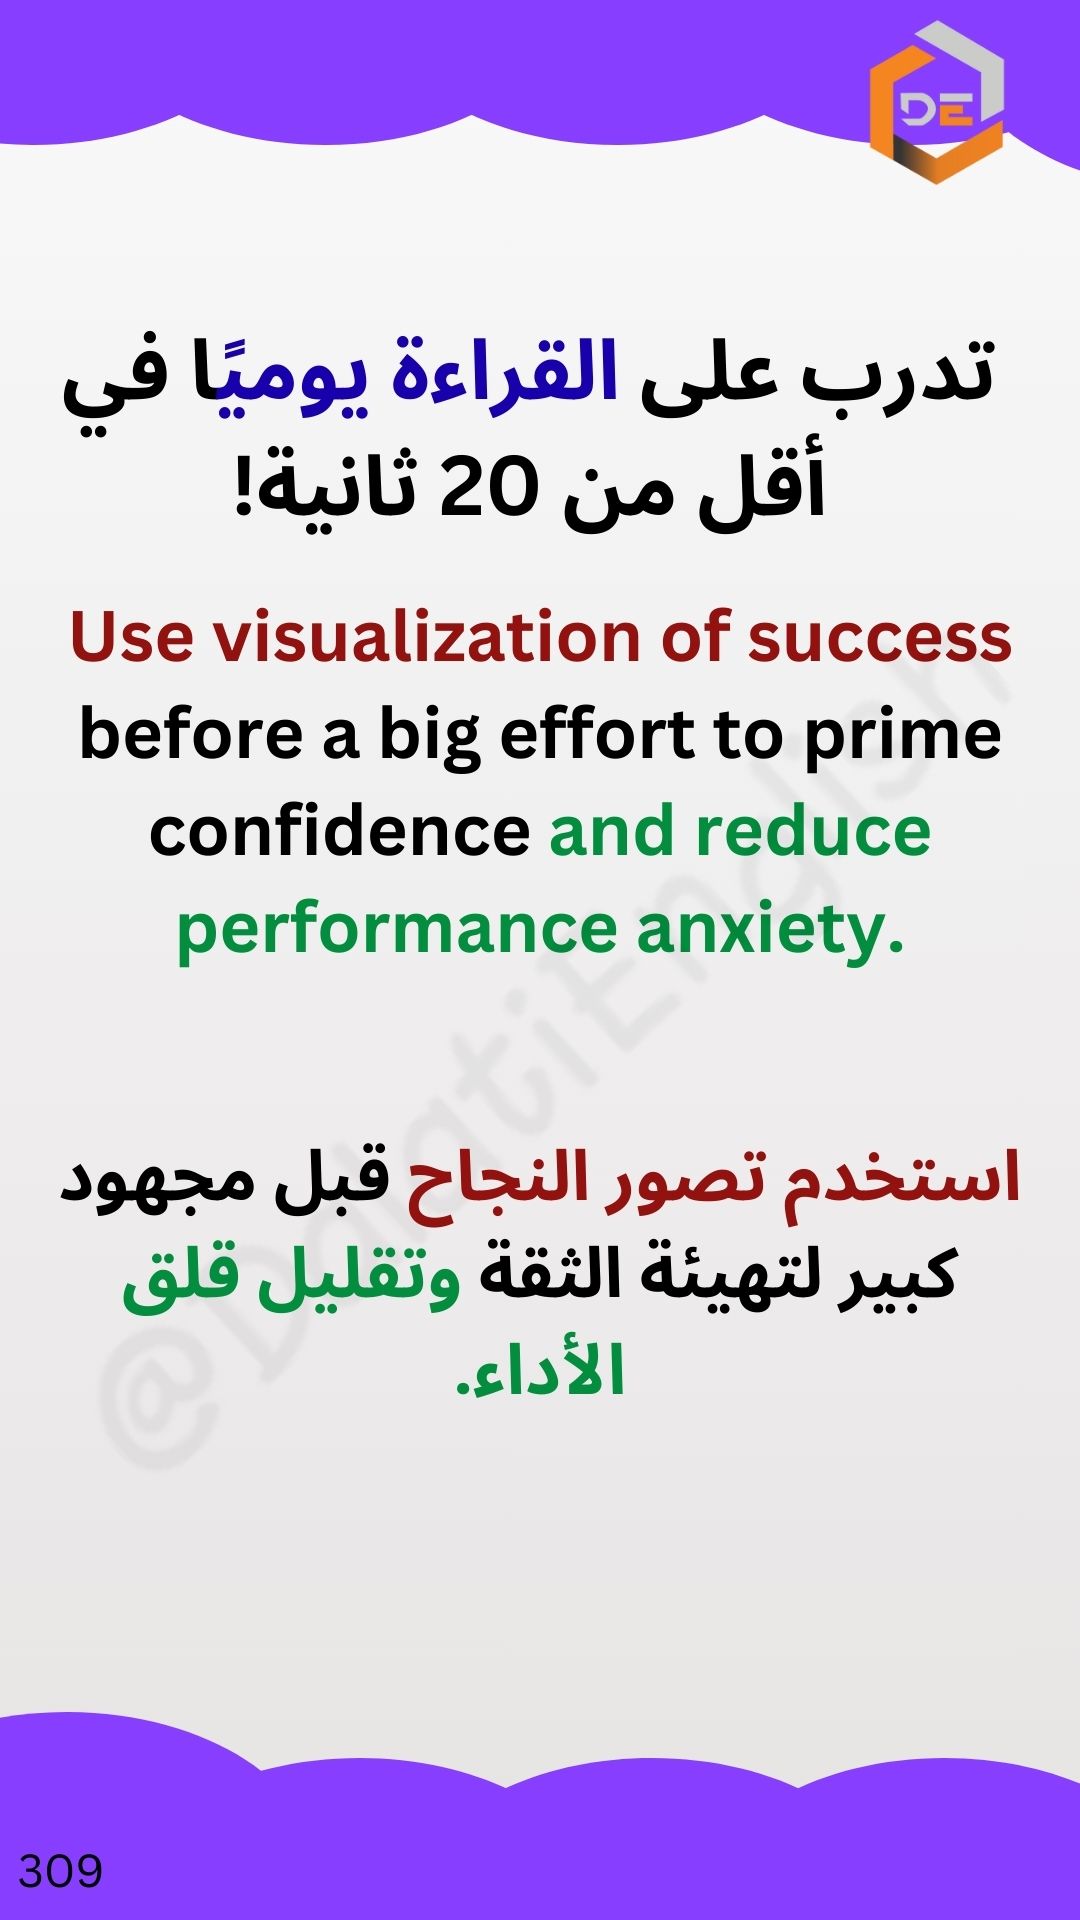 DE
تدرب على القراءة يوميًا في
أقل من 20 ثانية!
Use visualization of success
before a big effort to prime
confidence and reduce
performance anxiety.
استخدم تصور النجاح قبل مجهود
كبير لتهيئة الثقة وتقليل قلق
الأداء.
@DdatiEnglish
309